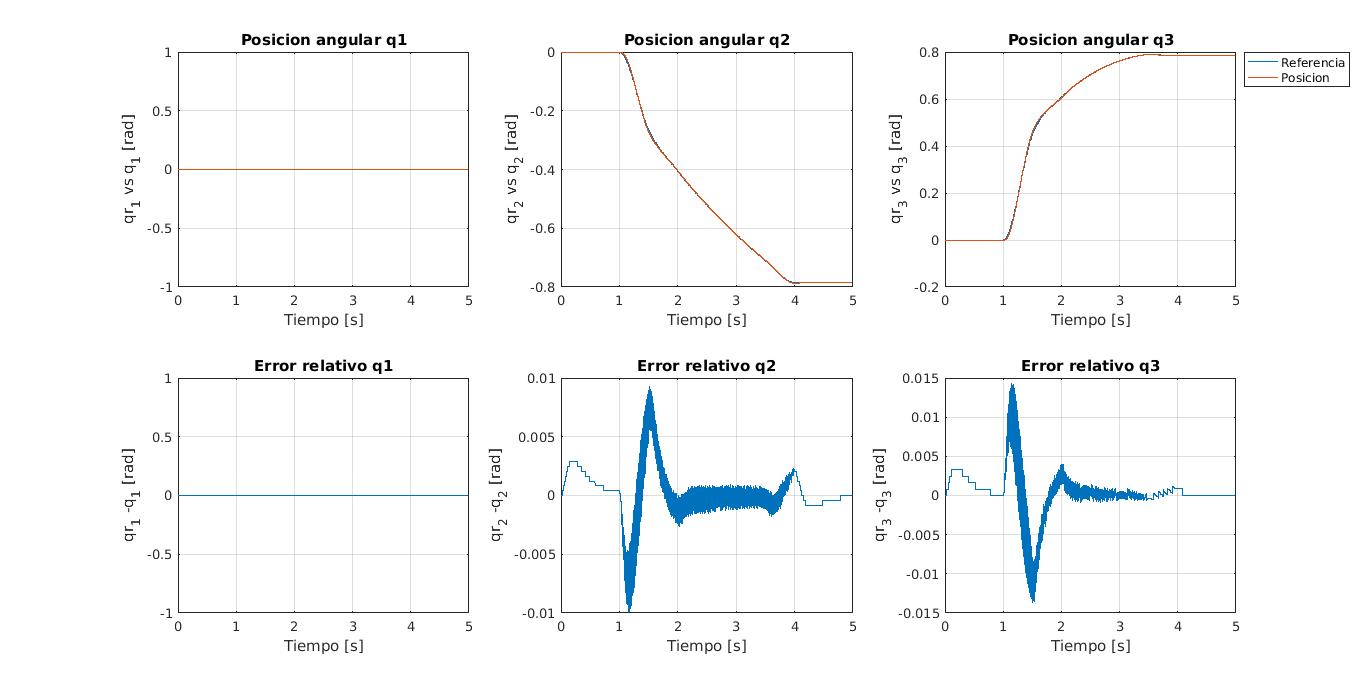 Posicion angular q1
1
0.5
0
-0.5
-1
qr1 vs q1 [rad]
0 1 2 3 4 5
Tiempo [s]
Posicion angular q2
0
-0.2
-0.4
-0.6
-0.8
qr2 vs q2 [rad]
0 1 2 3 4 5
Tiempo [s]
Posicion angular q3
0.8
0.6
0.4
0.2
0
-0.2
qr3 vs q3 [rad]
0 1 2 3 4 5
Tiempo [s]
Referencia
Posicion
Error relativo q1
1
0.5
0
-0.5
-1
qr1 -q1 [rad]
0 1 2 3 4 5
Tiempo [s]
Error relativo q2
0.01
0.005
0
-0.005
-0.01
qr2 -q2 [rad]
0 1 2 3 4 5
Tiempo [s]
Error relativo q3
0.015
0.01
0.005
0
-0.005
-0.01
-0.015
qr3 -q3 [rad]
0 1 2 3 4 5
Tiempo [s]